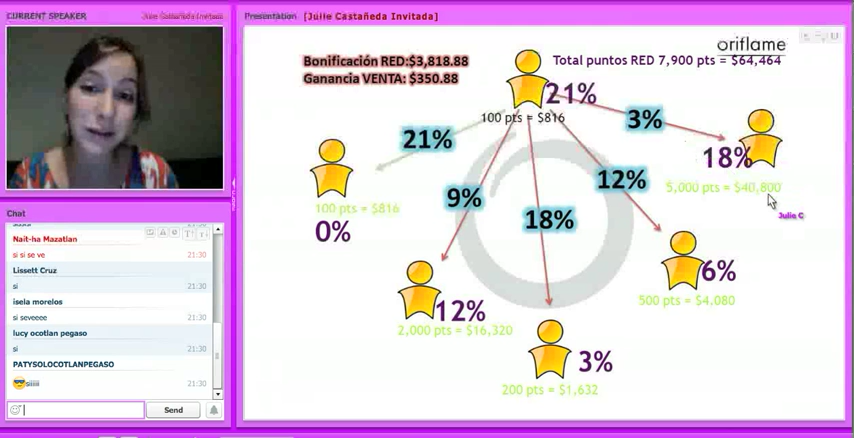 CURRENT SPEAKER
Julie Castañeda Invitada
Presentation [Julie Castañeda Invitada]
Chat
Nait-ha Mazatlan
si si se ve 21:30
Lissett Cruz
si 21:30
isela morelos
si seveeee 21:30
lucy ocotlan pegaso
si 21:30
PATYSOLOCOTLANPEGASO
siiiii 21:30
Send
Bonificación RED:$3,818.88
Ganancia VENTA: $350.88
oriflame
Total puntos RED 7,900 pts = $64,464
21%
100 pts = $816
21%
3%
18%
5,000 pts = $40,800
Julie C
100 pts = $816
0%
9%
12%
18%
12%
2,000 pts = $16,320
6%
500 pts = $4,080
3%
200 pts = $1,632